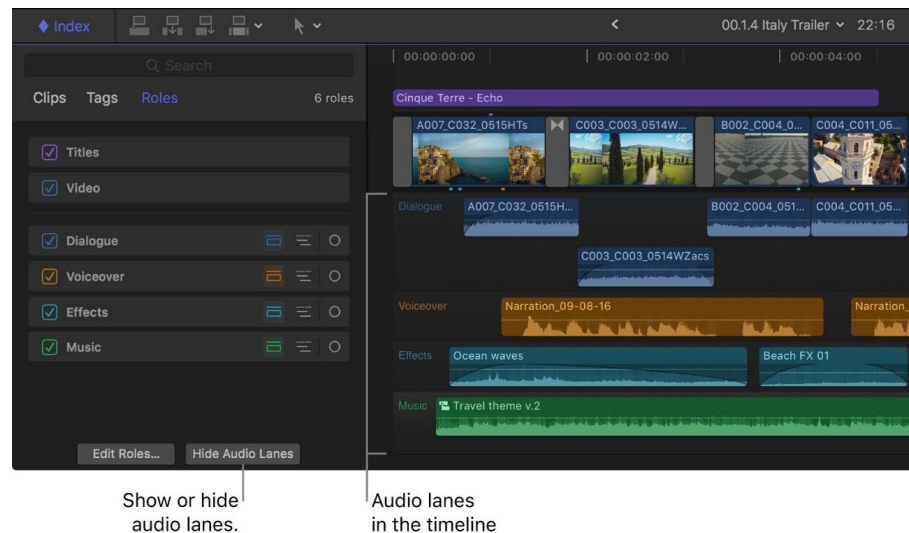 Index
00.1.4 Italy Trailer 22:16
Search
Clips Tags Roles 6 roles
Titles
Video
Dialogue
Voiceover
Effects
Music
Edit Roles... Hide Audio Lanes
00:00:00:00 00:00:02:00 00:00:04:00
Cinque Terre - Echo
A007_C032_0515HTs C003_C003_0514W... B002_C004_0... C004_C011_05...
Dialogue A007_C032_0515H... B002_C004_051... C004_C011_05...
C003_C003_0514WZacs
Voiceover Narration_09-08-16 Narration_
Effects Ocean waves Beach FX 01
Music Travel theme v.2
Show or hide
audio lanes.
Audio lanes
in the timeline